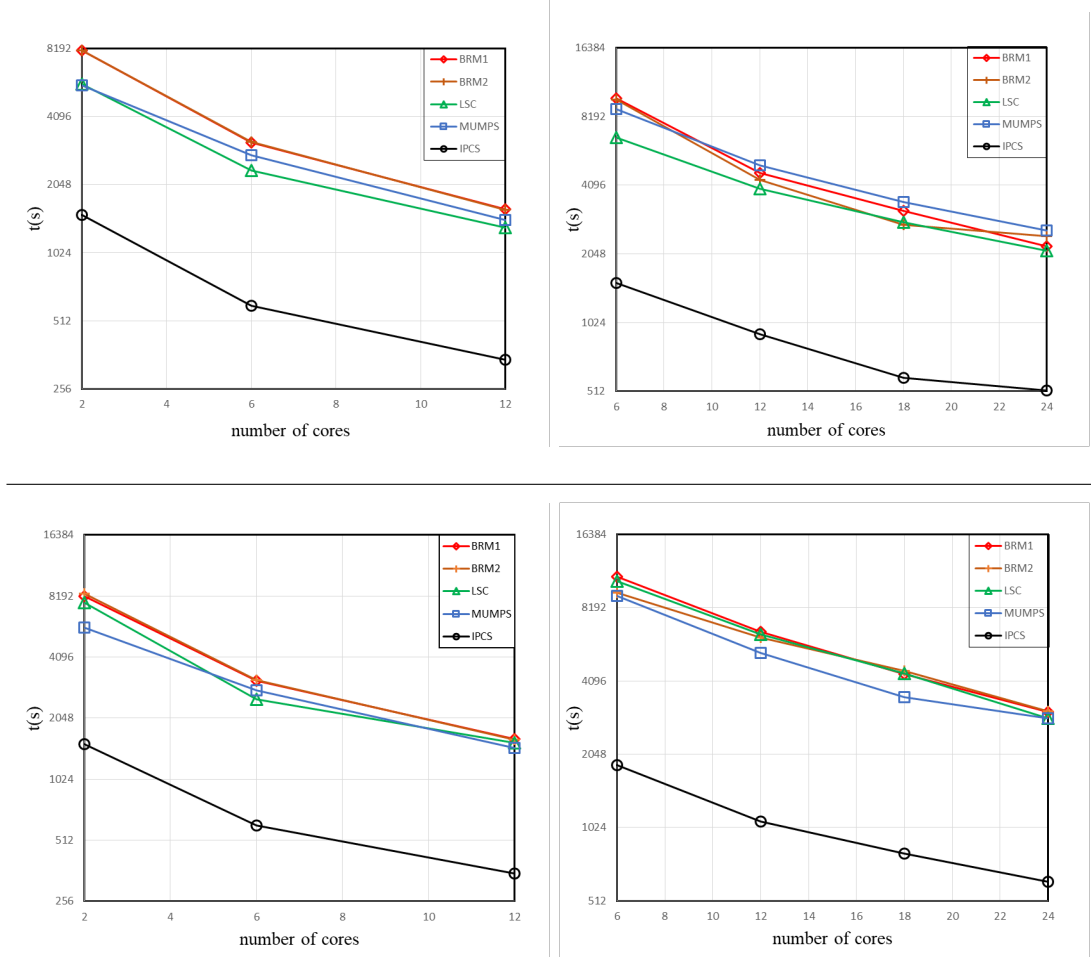 8192
4096
2048
1024
512
256
t(s)
2
4
6
8
10
12
number of cores
BRM1
BRM2
LSC
MUMPS
IPCS
16384
8192
4096
2048
1024
512
t(s)
6
8
10
12
14
16
18
20
22
24
number of cores
BRM1
BRM2
LSC
MUMPS
IPCS
16384
8192
4096
2048
1024
512
256
t(s)
2
4
6
8
10
12
number of cores
BRM1
BRM2
LSC
MUMPS
IPCS
16384
8192
4096
2048
1024
512
t(s)
6
8
10
12
14
16
18
20
22
24
number of cores
BRM1
BRM2
LSC
MUMPS
IPCS